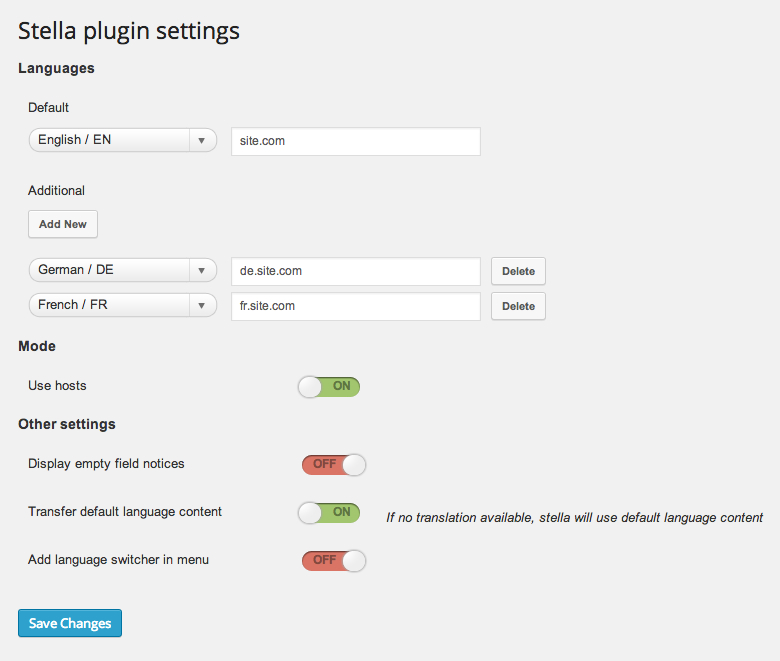 Stella plugin settings
Languages
Default
English / EN site.com
Additional
Add New
German / DE de.site.com Delete
French / FR fr.site.com Delete
Mode
Use hosts ON
Other settings
Display empty field notices OFF
Transfer default language content ON If no translation available, stella will use default language content
Add language switcher in menu OFF
Save Changes